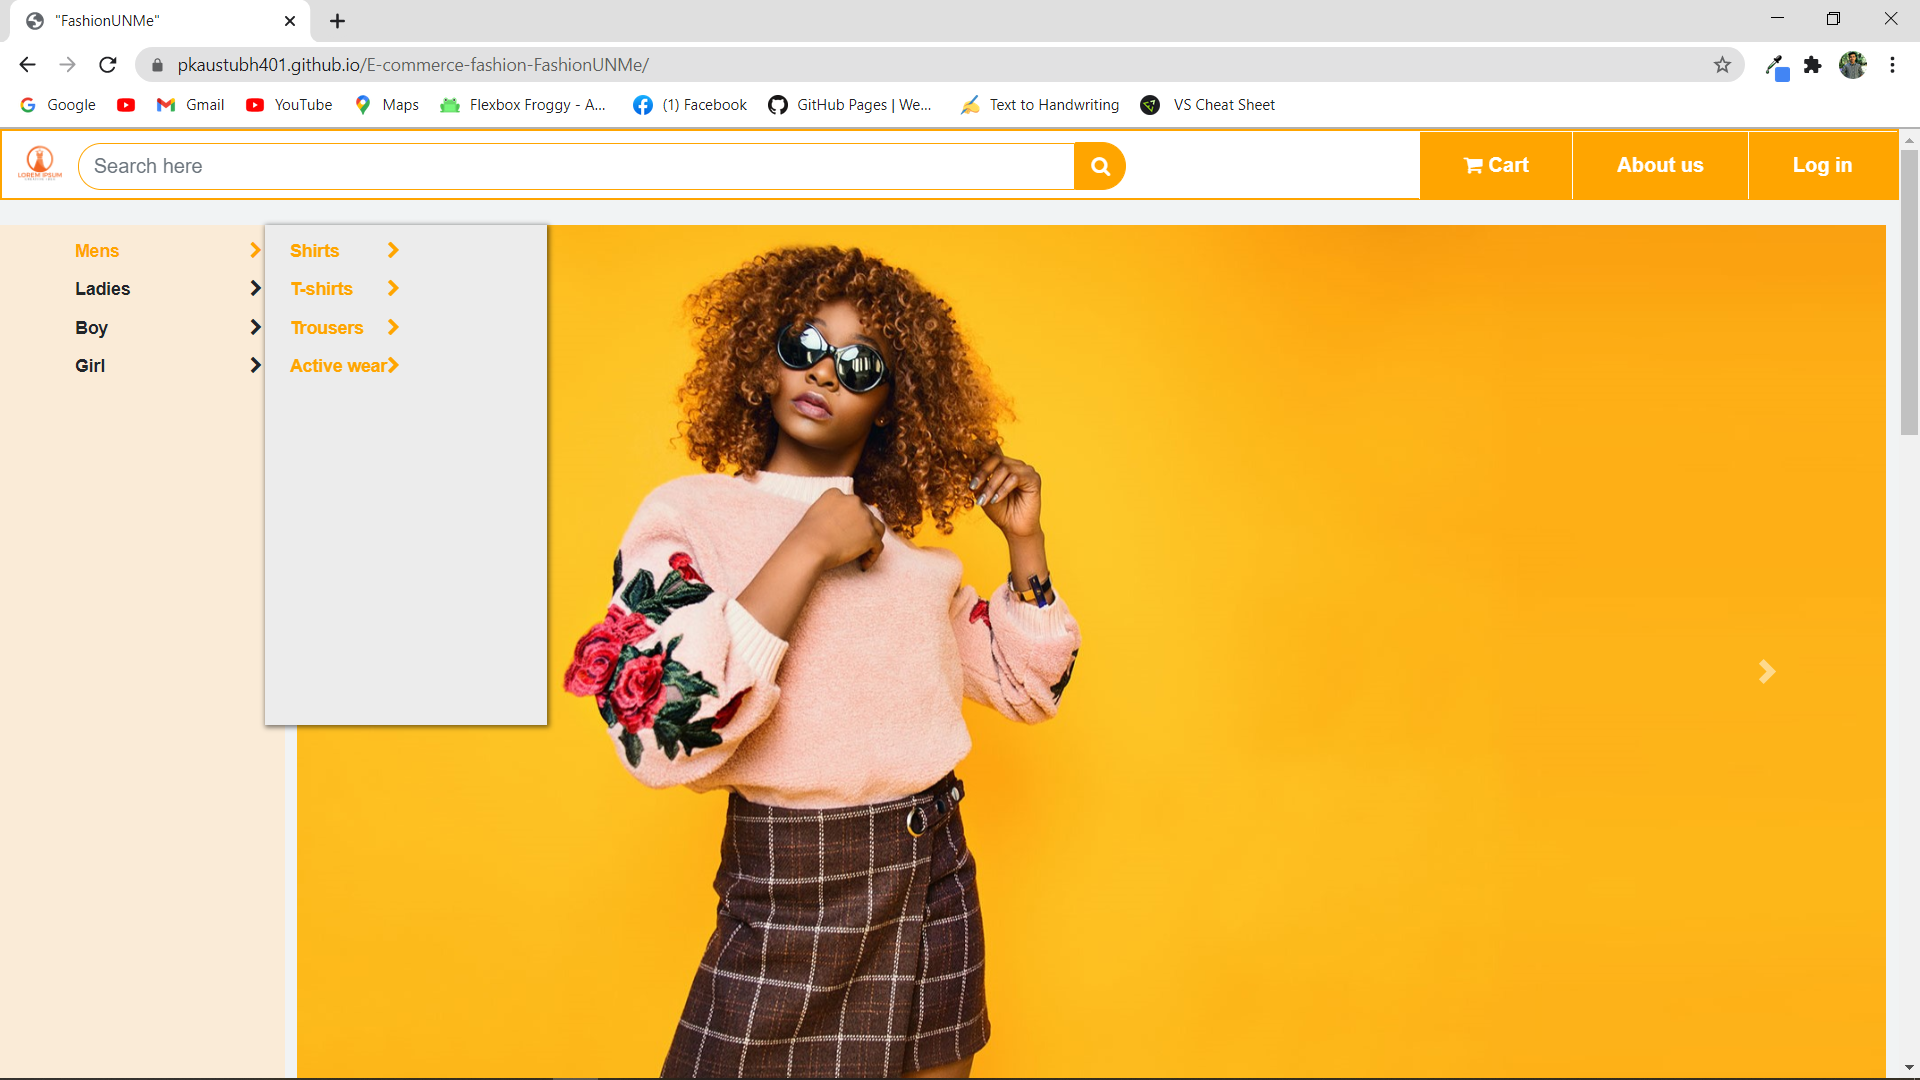 "FashionUNMe"
pkaustubh401.github.io/E-commerce-fashion-FashionUNMe/
Google Gmail YouTube Maps Flexbox Froggy - A... (1) Facebook GitHub Pages | We... Text to Handwriting VS Cheat Sheet
LOREM IPSUM
Search here
Cart About us Log in
Mens
Ladies
Boy
Girl
Shirts
T-shirts
Trousers
Active wear